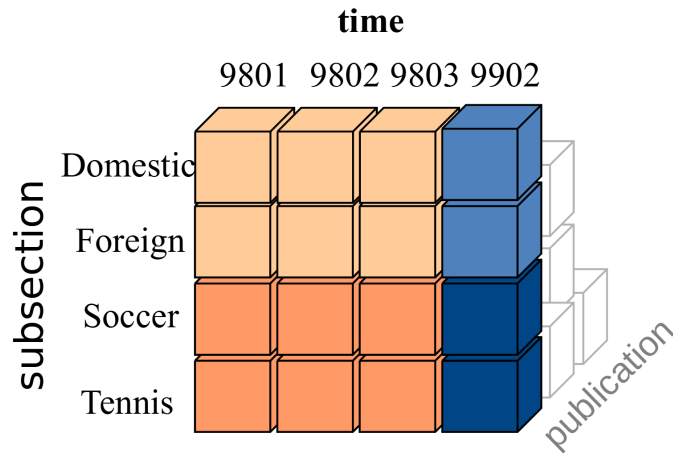 time
9801 9802 9803 9902
Domestic
Foreign
Soccer
Tennis
subsection
publication